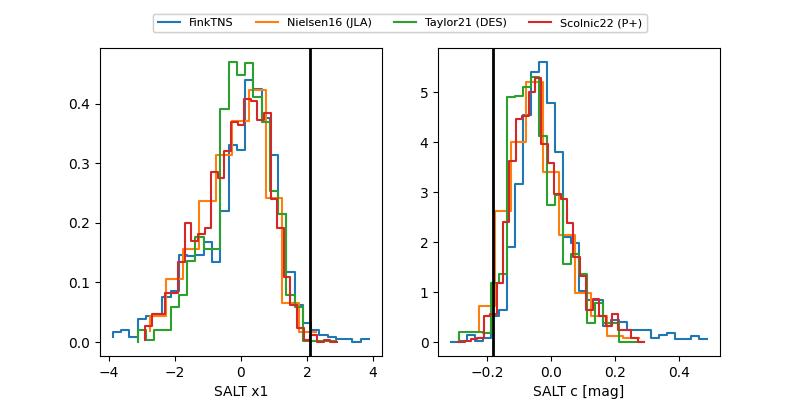 FinkTNS Nielsen16 (JLA) Taylor21 (DES) Scolnic22 (P+)
0.4
0.3
0.2
0.1
0.0
−4 −2 0 2 4
SALT x1
5
4
3
2
1
0
−0.2 0.0 0.2 0.4
SALT c [mag]